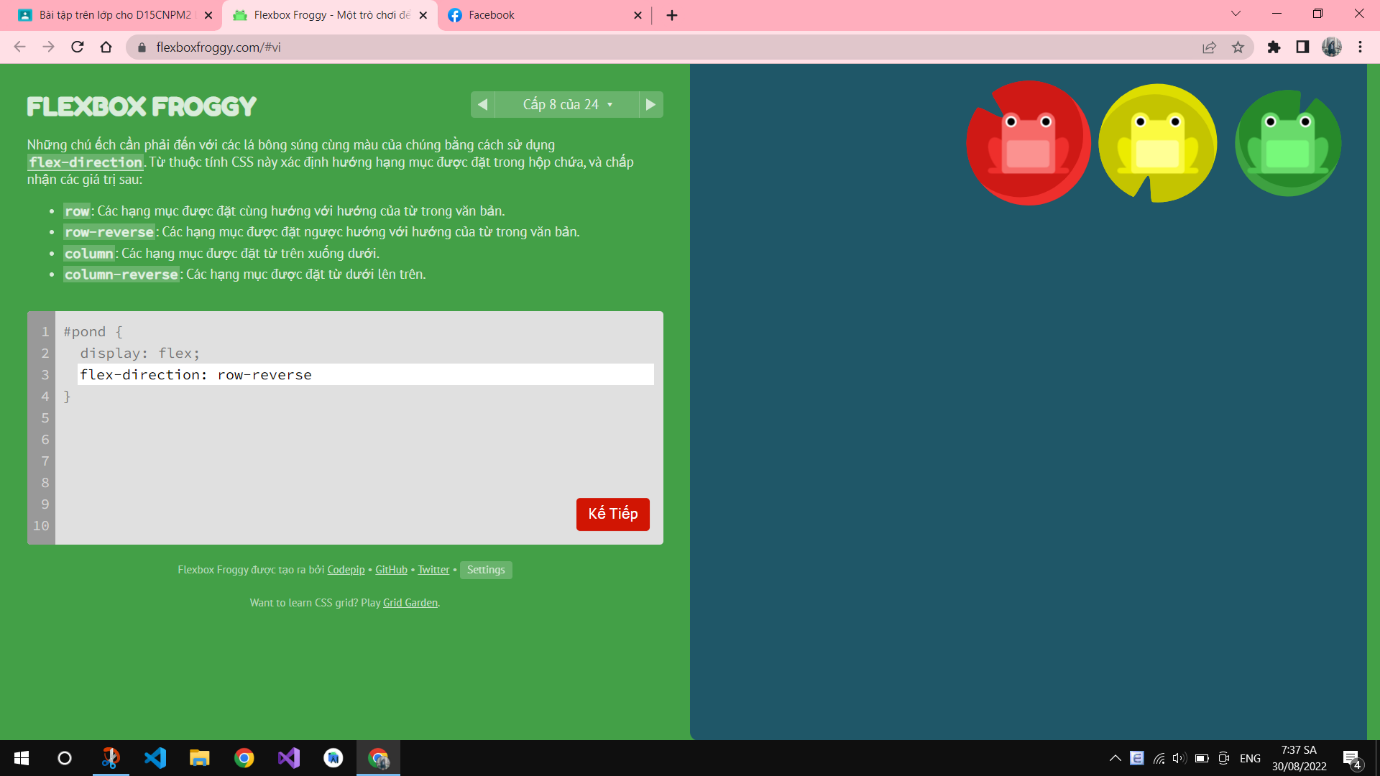 Bài tập trên lớp cho D15CNPM2
Flexbox Froggy - Một trò chơi để
Facebook
flexboxfroggy.com/#vi
FLEXBOX FROGGY
Cấp 8 của 24
Những chú ếch cần phải đến với các lá bông súng cùng màu của chúng bằng cách sử dụng
flex-direction. Từ thuộc tính CSS này xác định hướng hạng mục được đặt trong hộp chứa, và chấp
nhận các giá trị sau:
• row: Các hạng mục được đặt cùng hướng với hướng của từ trong văn bản.
• row-reverse: Các hạng mục được đặt ngược hướng với hướng của từ trong văn bản.
• column: Các hạng mục được đặt từ trên xuống dưới.
• column-reverse: Các hạng mục được đặt từ dưới lên trên.
1 #pond {
2 display: flex;
3 flex-direction: row-reverse
4 }
5
6
7
8
9
10
Kế Tiếp
Flexbox Froggy được tạo ra bởi Codepip • GitHub • Twitter • Settings
Want to learn CSS grid? Play Grid Garden.
ENG
7:37 SA
30/08/2022
4